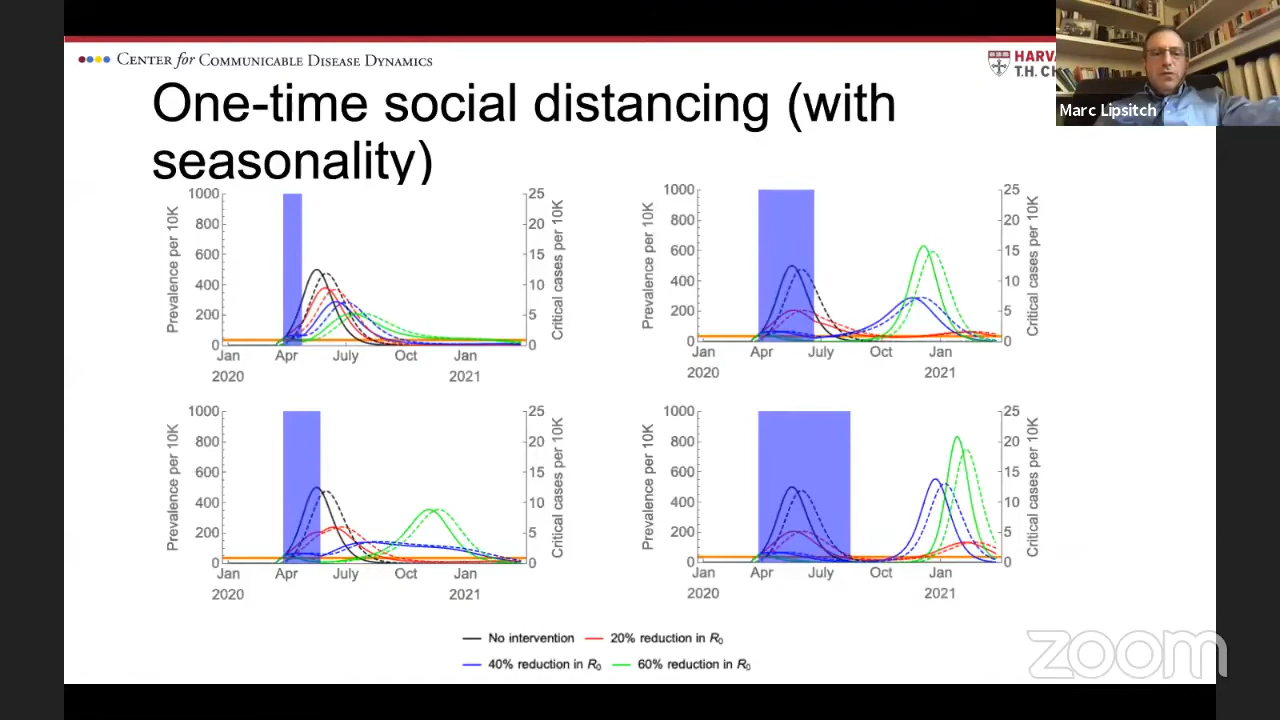 CENTER for COMMUNICABLE DISEASE DYNAMICS
HARVA
T.H. CH
Marc Lipsitch
One-time social distancing (with
seasonality)
1000
800
600
400
200
0
Prevalence per 10K
25
20
15
10
5
0
Critical cases per 10K
Jan Apr July Oct Jan
2020 2021
1000
800
600
400
200
0
Prevalence per 10K
25
20
15
10
5
0
Critical cases per 10K
Jan Apr July Oct Jan
2020 2021
1000
800
600
400
200
0
Prevalence per 10K
25
20
15
10
5
0
Critical cases per 10K
Jan Apr July Oct Jan
2020 2021
1000
800
600
400
200
0
Prevalence per 10K
25
20
15
10
5
0
Critical cases per 10K
Jan Apr July Oct Jan
2020 2021
No intervention 20% reduction in R0
40% reduction in R0 60% reduction in R0
zoom